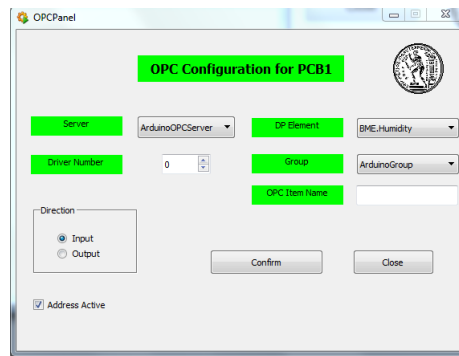 OPCPanel
OPC Configuration for PCB1
Server
ArduinoOPCServer
DP Element
BME.Humidity
Driver Number
0
Group
ArduinoGroup
OPC Item Name
Direction
Input
Output
Confirm
Close
Address Active